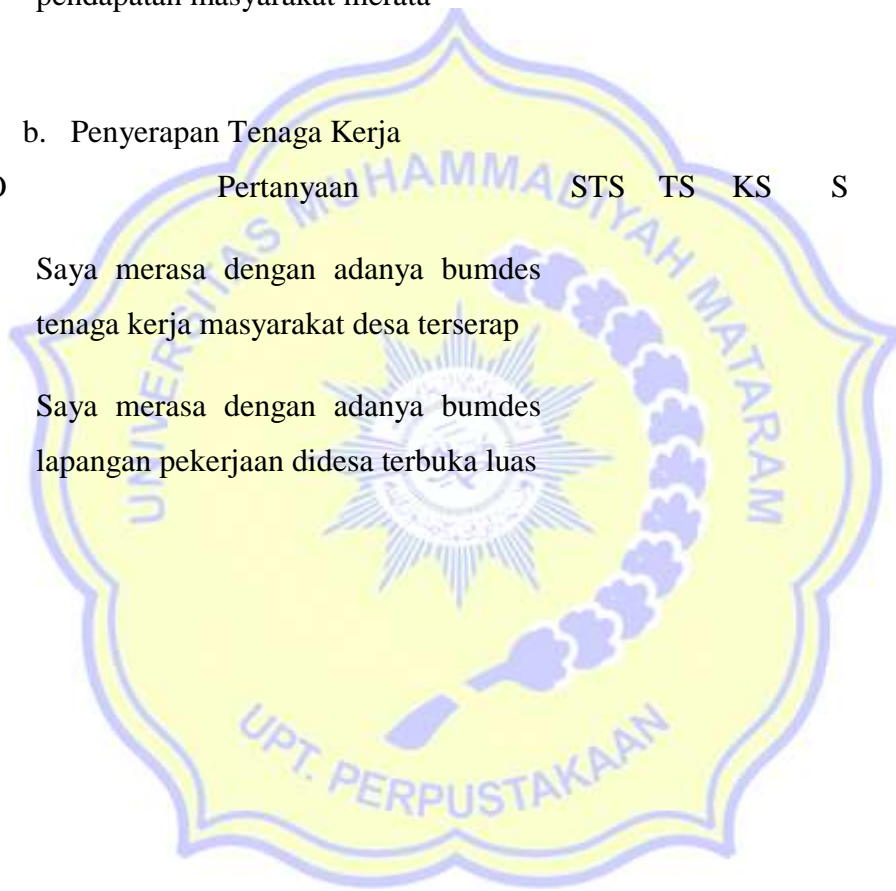 pendapatan masyarakat merata
b. Penyerapan Tenaga Kerja
Pertanyaan STS TS KS S
Saya merasa dengan adanya bumdes
tenaga kerja masyarakat desa terserap
Saya merasa dengan adanya bumdes
lapangan pekerjaan didesa terbuka luas
UNIVERSITAS MUHAMMADIYAH MATARAM
UPT. PERPUSTAKAAN